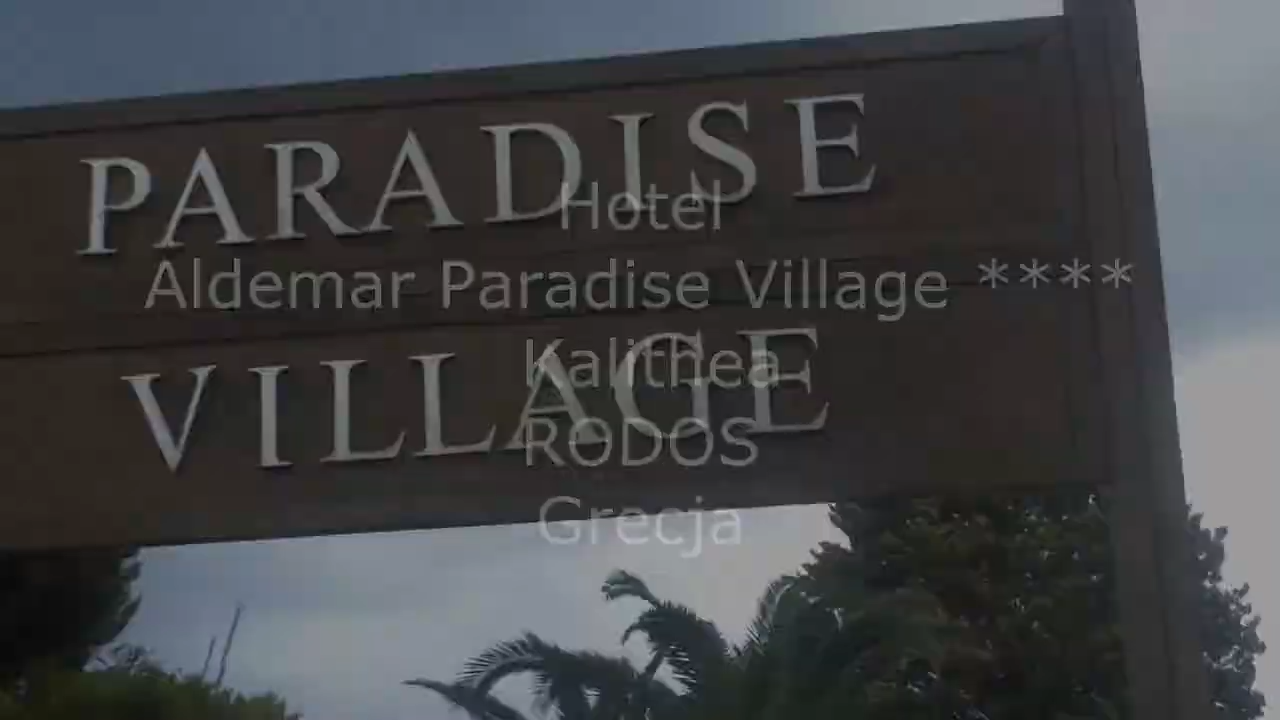 PARADISE
Hotel
Aldemar Paradise Village ****
VILLAGE
Kalithea
RODOS
Grecja